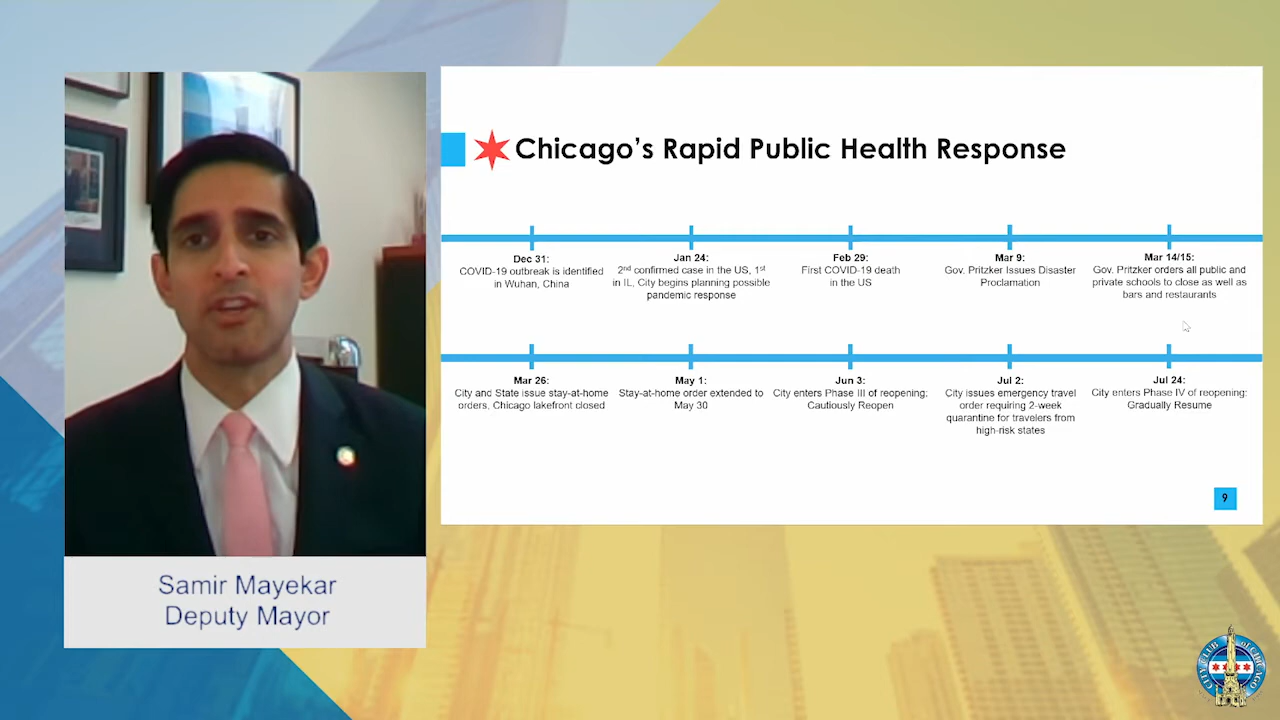 Chicago's Rapid Public Health Response
Dec 31:
COVID-19 outbreak is identified
in Wuhan, China
Jan 24:
2nd confirmed case in the US, 1st
in IL, City begins planning possible
pandemic response
Feb 29:
First COVID-19 death
in the US
Mar 9:
Gov. Pritzker Issues Disaster
Proclamation
Mar 14/15:
Gov. Pritzker orders all public and
private schools to close as well as
bars and restaurants
Mar 26:
City and State issue stay-at-home
orders, Chicago lakefront closed
May 1:
Stay-at-home order extended to
May 30
Jun 3:
City enters Phase III of reopening:
Cautiously Reopen
Jul 2:
City issues emergency travel
order requiring 2-week
quarantine for travelers from
high-risk states
Jul 24:
City enters Phase IV of reopening:
Gradually Resume
9
Samir Mayekar
Deputy Mayor
CITY CLUB of CHICAGO